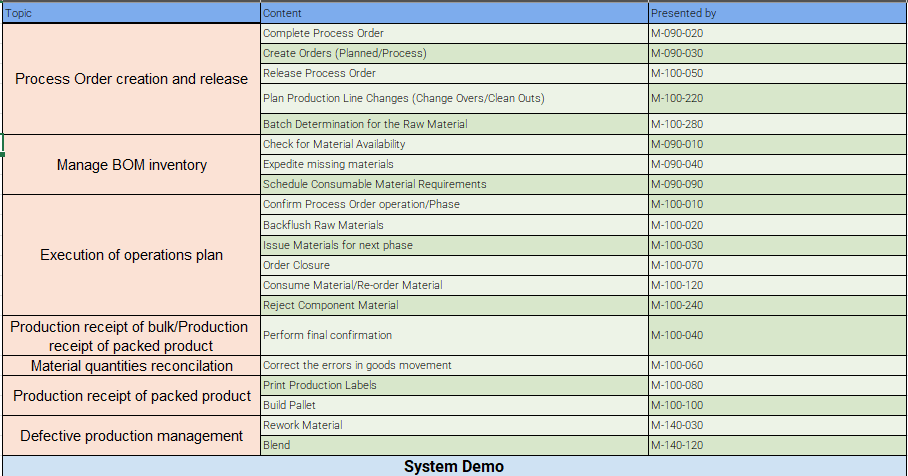 Topic Content Presented by
Process Order creation and release
Complete Process Order M-090-020
Create Orders (Planned/Process) M-090-030
Release Process Order M-100-050
Plan Production Line Changes (Change Overs/Clean Outs) M-100-220
Batch Determination for the Raw Material M-100-280
Manage BOM inventory
Check for Material Availability M-090-010
Expedite missing materials M-090-040
Schedule Consumable Material Requirements M-090-090
Execution of operations plan
Confirm Process Order operation/Phase M-100-010
Backflush Raw Materials M-100-020
Issue Materials for next phase M-100-030
Order Closure M-100-070
Consume Material/Re-order Material M-100-120
Reject Component Material M-100-240
Production receipt of bulk/Production
receipt of packed product
Perform final confirmation M-100-040
Material quantities reconcilation Correct the errors in goods movement M-100-060
Production receipt of packed product
Print Production Labels M-100-080
Build Pallet M-100-100
Defective production management
Rework Material M-140-030
Blend M-140-120
System Demo